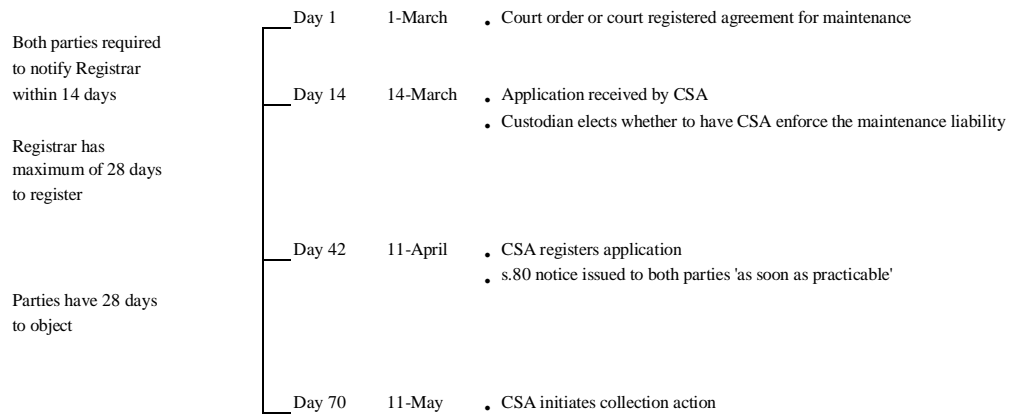 Day 1 1-March • Court order or court registered agreement for maintenance
Both parties required
to notify Registrar
within 14 days
Day 14 14-March • Application received by CSA
• Custodian elects whether to have CSA enforce the maintenance liability
Registrar has
maximum of 28 days
to register
Day 42 11-April • CSA registers application
• s.80 notice issued to both parties 'as soon as practicable'
Parties have 28 days
to object
Day 70 11-May • CSA initiates collection action